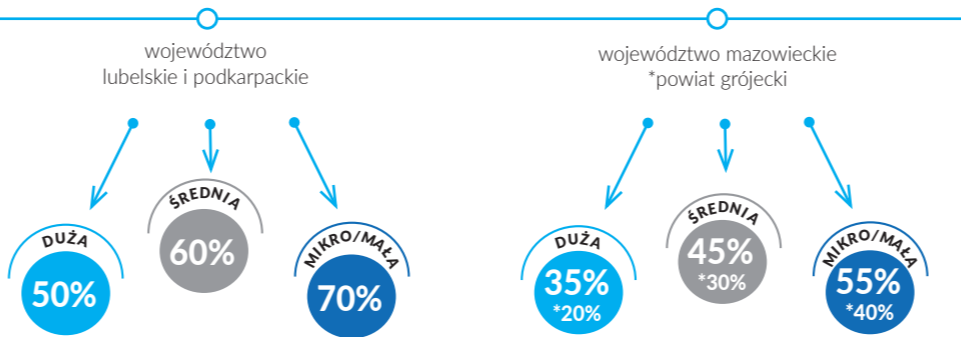 województwo
lubelskie i podkarpackie
DUŻA
50%
ŚREDNIA
60%
MIKRO/MAŁA
70%
województwo mazowieckie
*powiat grójecki
DUŻA
35%
*20%
ŚREDNIA
45%
*30%
MIKRO/MAŁA
55%
*40%